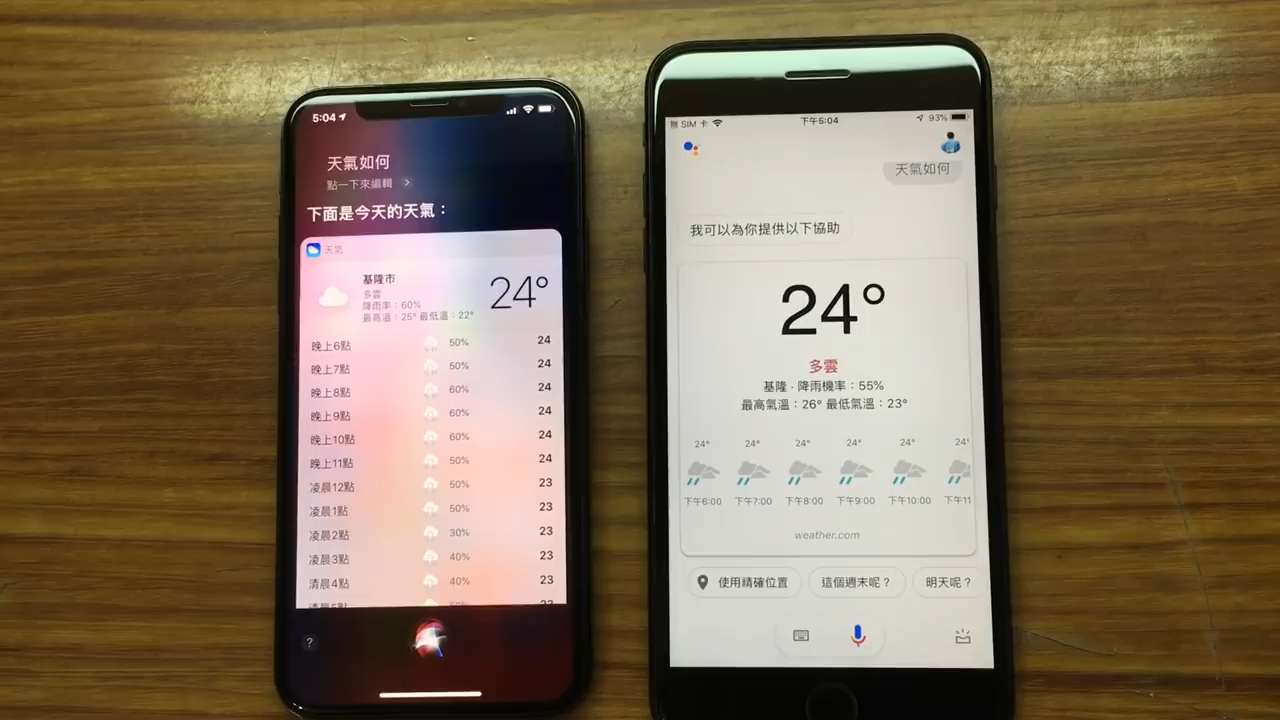 5:04
天氣如何
點一下來編輯
下面是今天的天氣：
天氣
基隆市
多雲
降雨率：60%
最高溫：25° 最低溫：22°
24°
晚上6點 50% 24
晚上7點 50% 24
晚上8點 60% 24
晚上9點 60% 24
晚上10點 60% 24
晚上11點 50% 24
凌晨12點 50% 23
凌晨1點 50% 23
凌晨2點 30% 23
凌晨3點 40% 23
清晨4點 40% 23
清晨5點 50% 23
?
無 SIM 卡 下午5:04 93%
天氣如何
我可以為你提供以下協助
24°
多雲
基隆 · 降雨機率：55%
最高氣溫：26° 最低氣溫：23°
24° 24° 24° 24° 24° 24°
下午6:00 下午7:00 下午8:00 下午9:00 下午10:00 下午11
weather.com
使用精確位置 這個週末呢？ 明天呢？